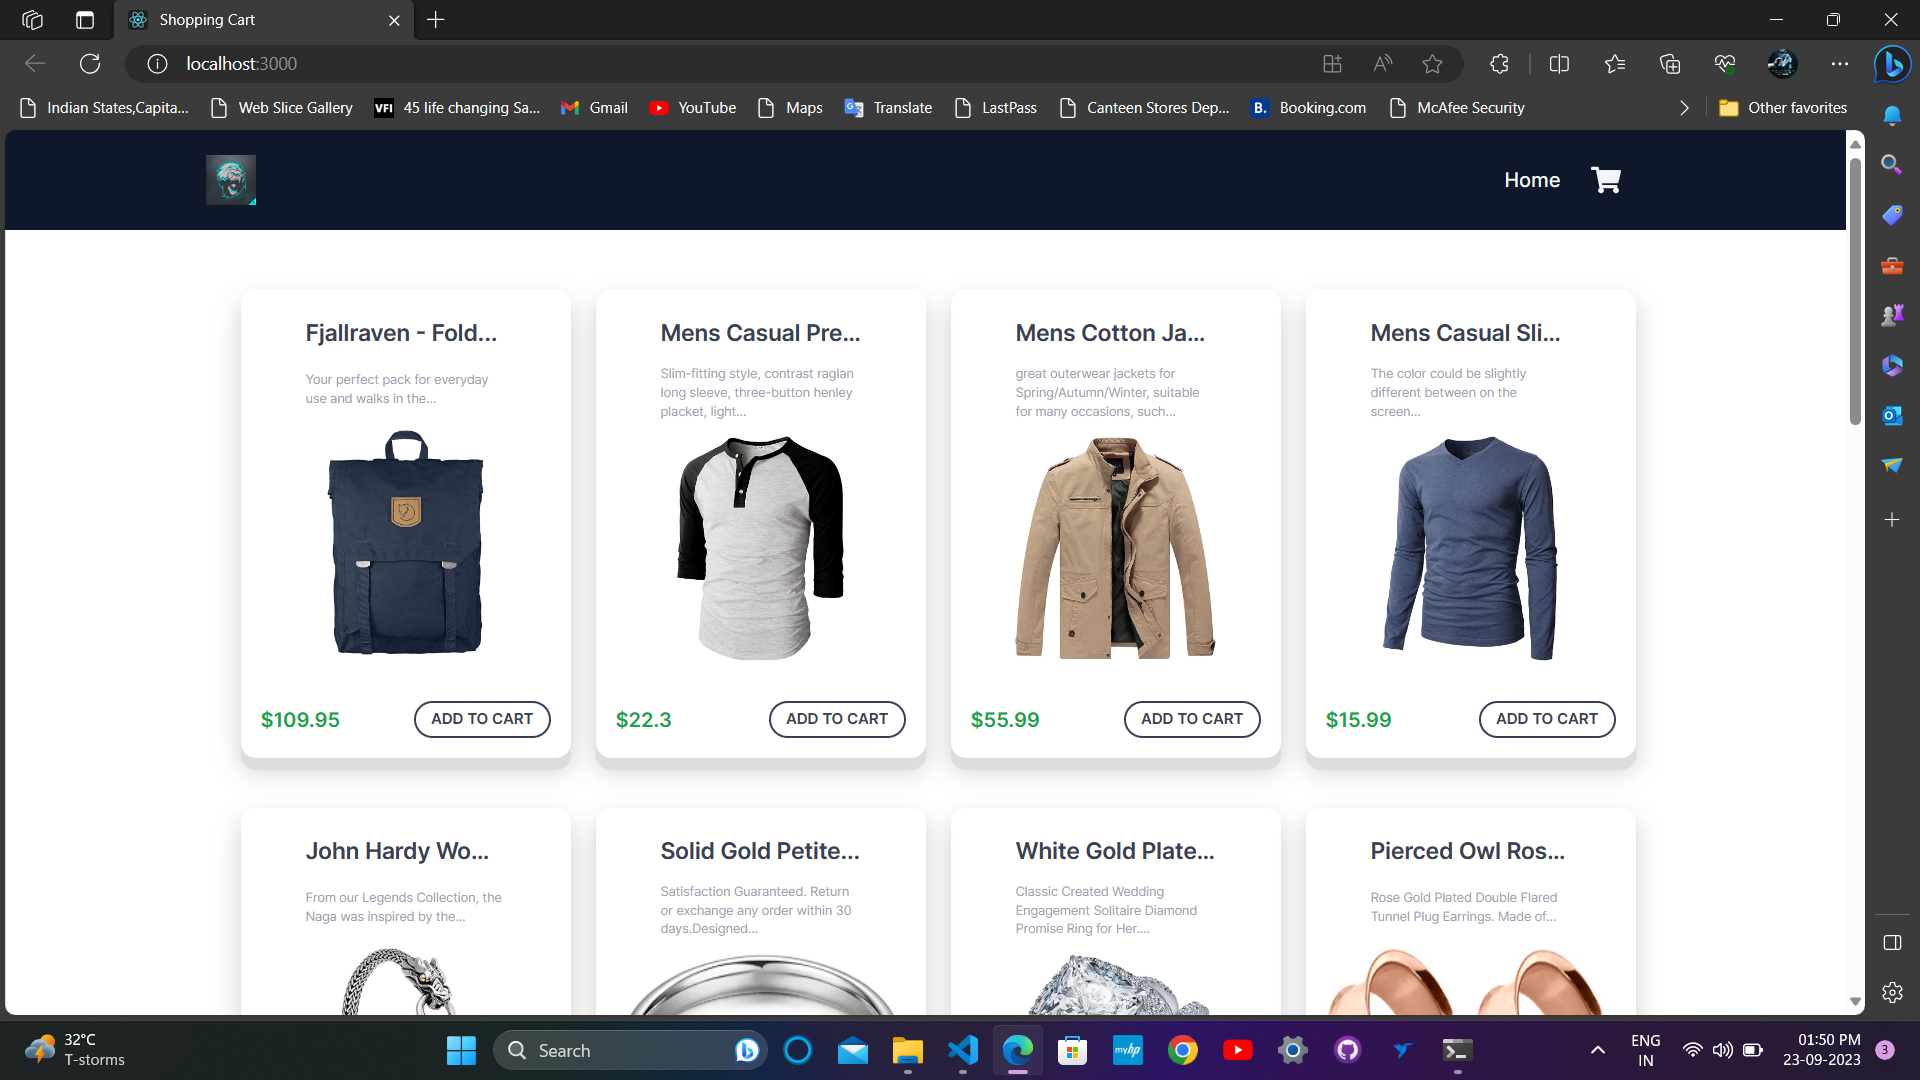 Shopping Cart
localhost:3000
Indian States,Capita...
Web Slice Gallery
VFI
45 life changing Sa...
Gmail
YouTube
Maps
Translate
LastPass
Canteen Stores Dep...
B.
Booking.com
McAfee Security
Other favorites
Home
Fjallraven - Fold...
Your perfect pack for everyday
use and walks in the...
$109.95
ADD TO CART
Mens Casual Pre...
Slim-fitting style, contrast raglan
long sleeve, three-button henley
placket, light...
$22.3
ADD TO CART
Mens Cotton Ja...
great outerwear jackets for
Spring/Autumn/Winter, suitable
for many occasions, such...
$55.99
ADD TO CART
Mens Casual Sli...
The color could be slightly
different between on the
screen...
$15.99
ADD TO CART
John Hardy Wo...
From our Legends Collection, the
Naga was inspired by the...
Solid Gold Petite...
Satisfaction Guaranteed. Return
or exchange any order within 30
days.Designed...
White Gold Plate...
Classic Created Wedding
Engagement Solitaire Diamond
Promise Ring for Her....
Pierced Owl Ros...
Rose Gold Plated Double Flared
Tunnel Plug Earrings. Made of...
32°C
T-storms
Search
myhp
ENG
IN
01:50 PM
23-09-2023
3